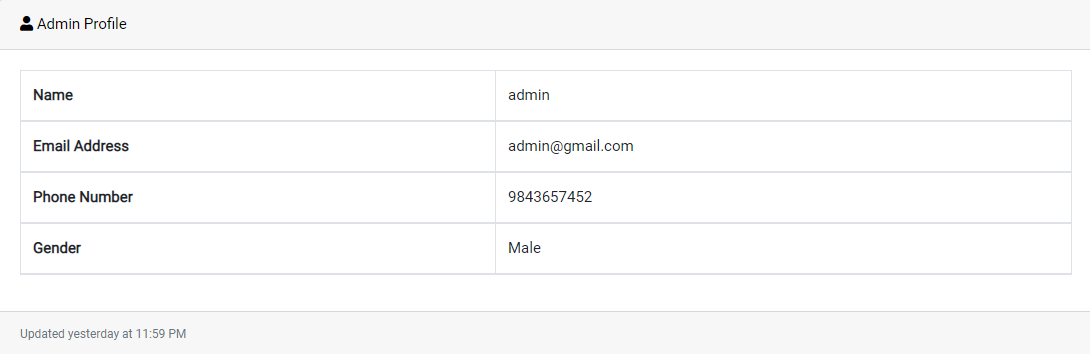 Admin Profile
Name admin
Email Address admin@gmail.com
Phone Number 9843657452
Gender Male
Updated yesterday at 11:59 PM